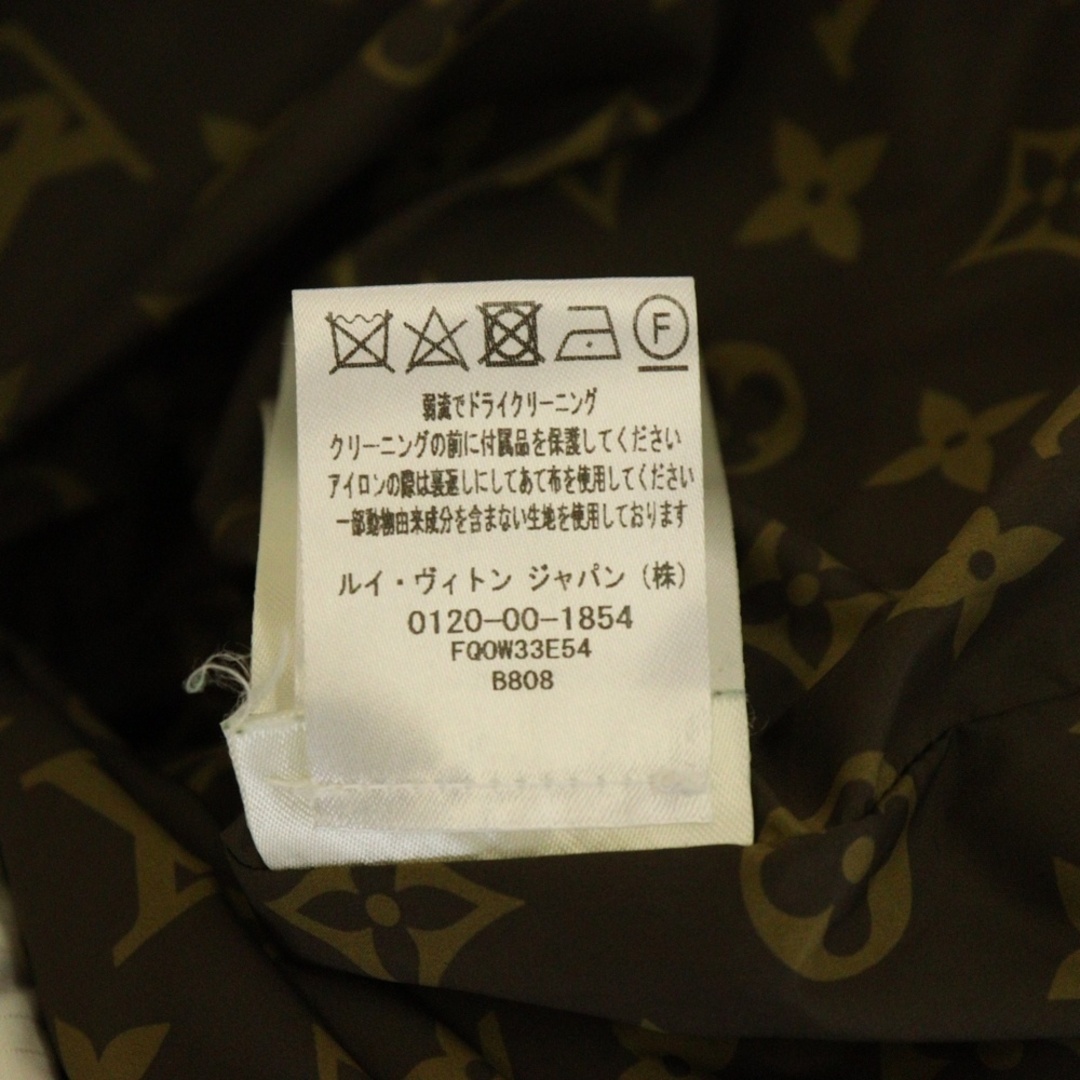 F
弱流でドライクリーニング
クリーニングの前に付属品を保護してください
アイロンの際は裏返しにしてあて布を使用してください
一部動物由来成分を含まない生地を使用しております
ルイ・ヴィトン ジャパン（株）
0120-00-1854
FQOW33E54
B808